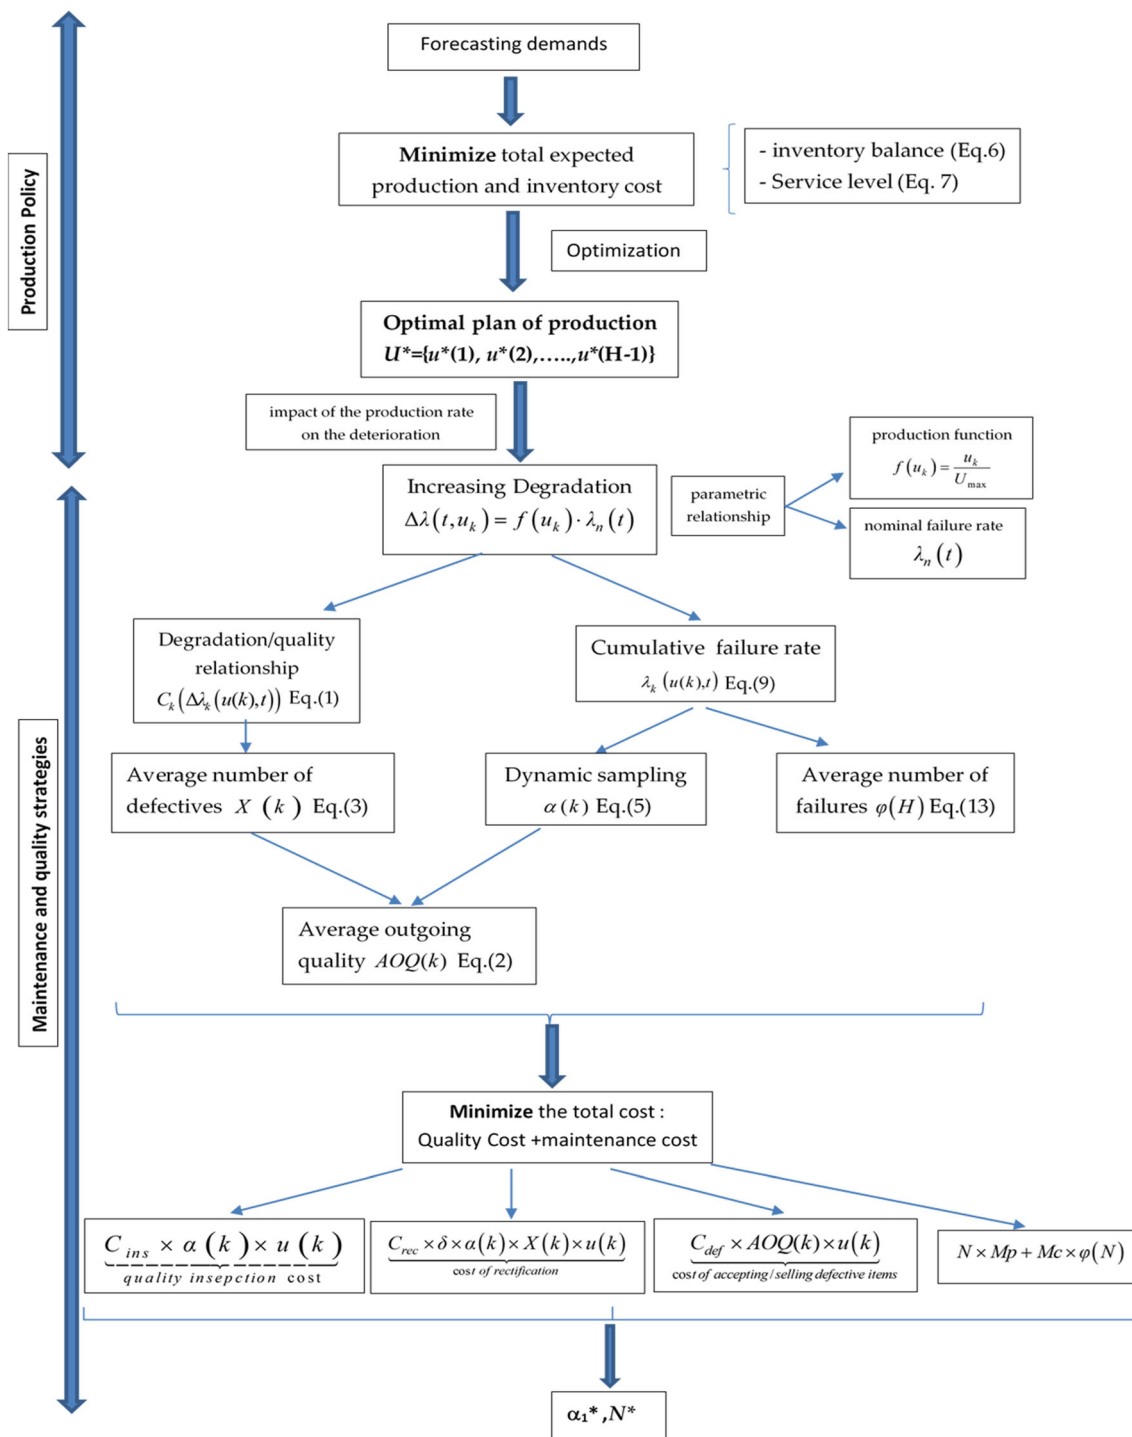 Production Policy
Forecasting demands
Minimize total expected
production and inventory cost
- inventory balance (Eq.6)
- Service level (Eq. 7)
Optimization
Optimal plan of production
U*={u*(1), u*(2),.....,u*(H-1)}
impact of the production rate
on the deterioration
Maintenance and quality strategies
Increasing Degradation
Δλ(t,u_k) = f(u_k)·λ_n(t)
parametric
relationship
production function
f(u_k) = u_k / U_max
nominal failure rate
λ_n(t)
Degradation/quality
relationship
C_k(Δλ_k(u(k),t)) Eq.(1)
Cumulative failure rate
λ_k(u(k),t) Eq.(9)
Average number of
defectives X (k) Eq.(3)
Dynamic sampling
α(k) Eq.(5)
Average number of
failures φ(H) Eq.(13)
Average outgoing
quality AOQ(k) Eq.(2)
Minimize the total cost :
Quality Cost +maintenance cost
C_ins × α(k) × u(k)
quality insepction cost
C_rec × δ × α(k) × X(k) × u(k)
cost of rectification
C_def × AOQ(k) × u(k)
cost of accepting/selling defective items
N × Mp + Mc × φ(N)
α₁*,N*